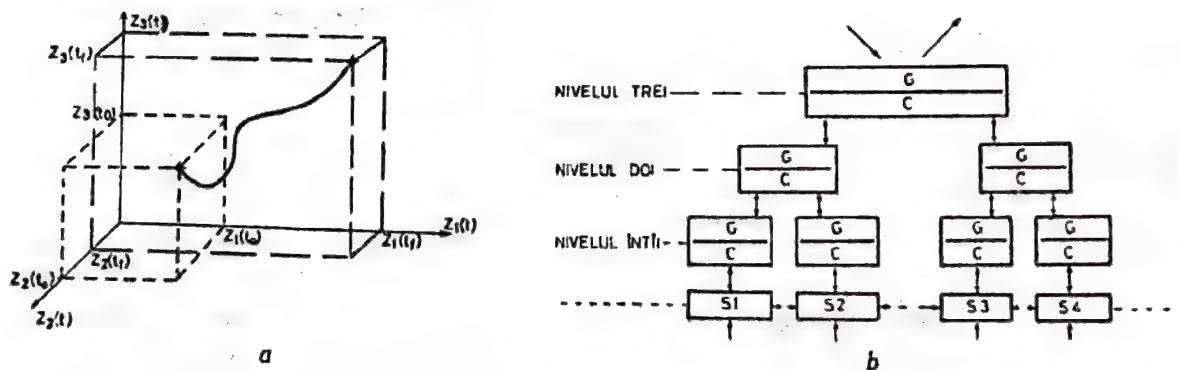 Z₃(t)
Z₃(t₁)
Z₃(t₀)
Z₁(t)
Z₁(t₀)
Z₁(t₁)
Z₂(t₁)
Z₂(t₀)
Z₂(t)
a
NIVELUL TREI
G
C
NIVELUL DOI
G
C
G
C
NIVELUL ÎNTÎI
G
C
G
C
G
C
G
C
S1
S2
S3
S4
b